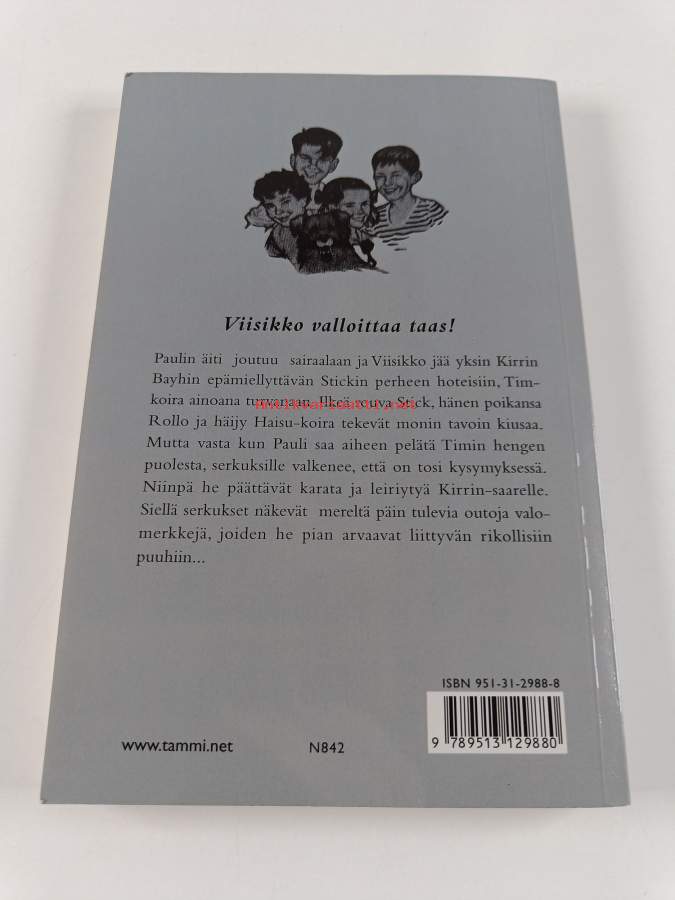 Viisikko valloittaa taas!
Paulin äiti joutuu sairaalaan ja Viisikko jää yksin Kirrin
Bayhin epämiellyttävän Stickin perheen hoteisiin, Tim-
koira ainoana turvanaan. Ilkeä rouva Stick, hänen poikansa
antikvariaatti.net
Rollo ja häijy Haisu-koira tekevät monin tavoin kiusaa.
Mutta vasta kun Pauli saa aiheen pelätä Timin hengen
puolesta, serkuksille valkenee, että on tosi kysymyksessä.
Niinpä he päättävät karata ja leiriytyä Kirrin-saarelle.
Siellä serkukset näkevät mereltä päin tulevia outoja valo-
merkkejä, joiden he pian arvaavat liittyvän rikollisiin
puuhiin...
ISBN 951-31-2988-8
9 789513 129880
www.tammi.net N842